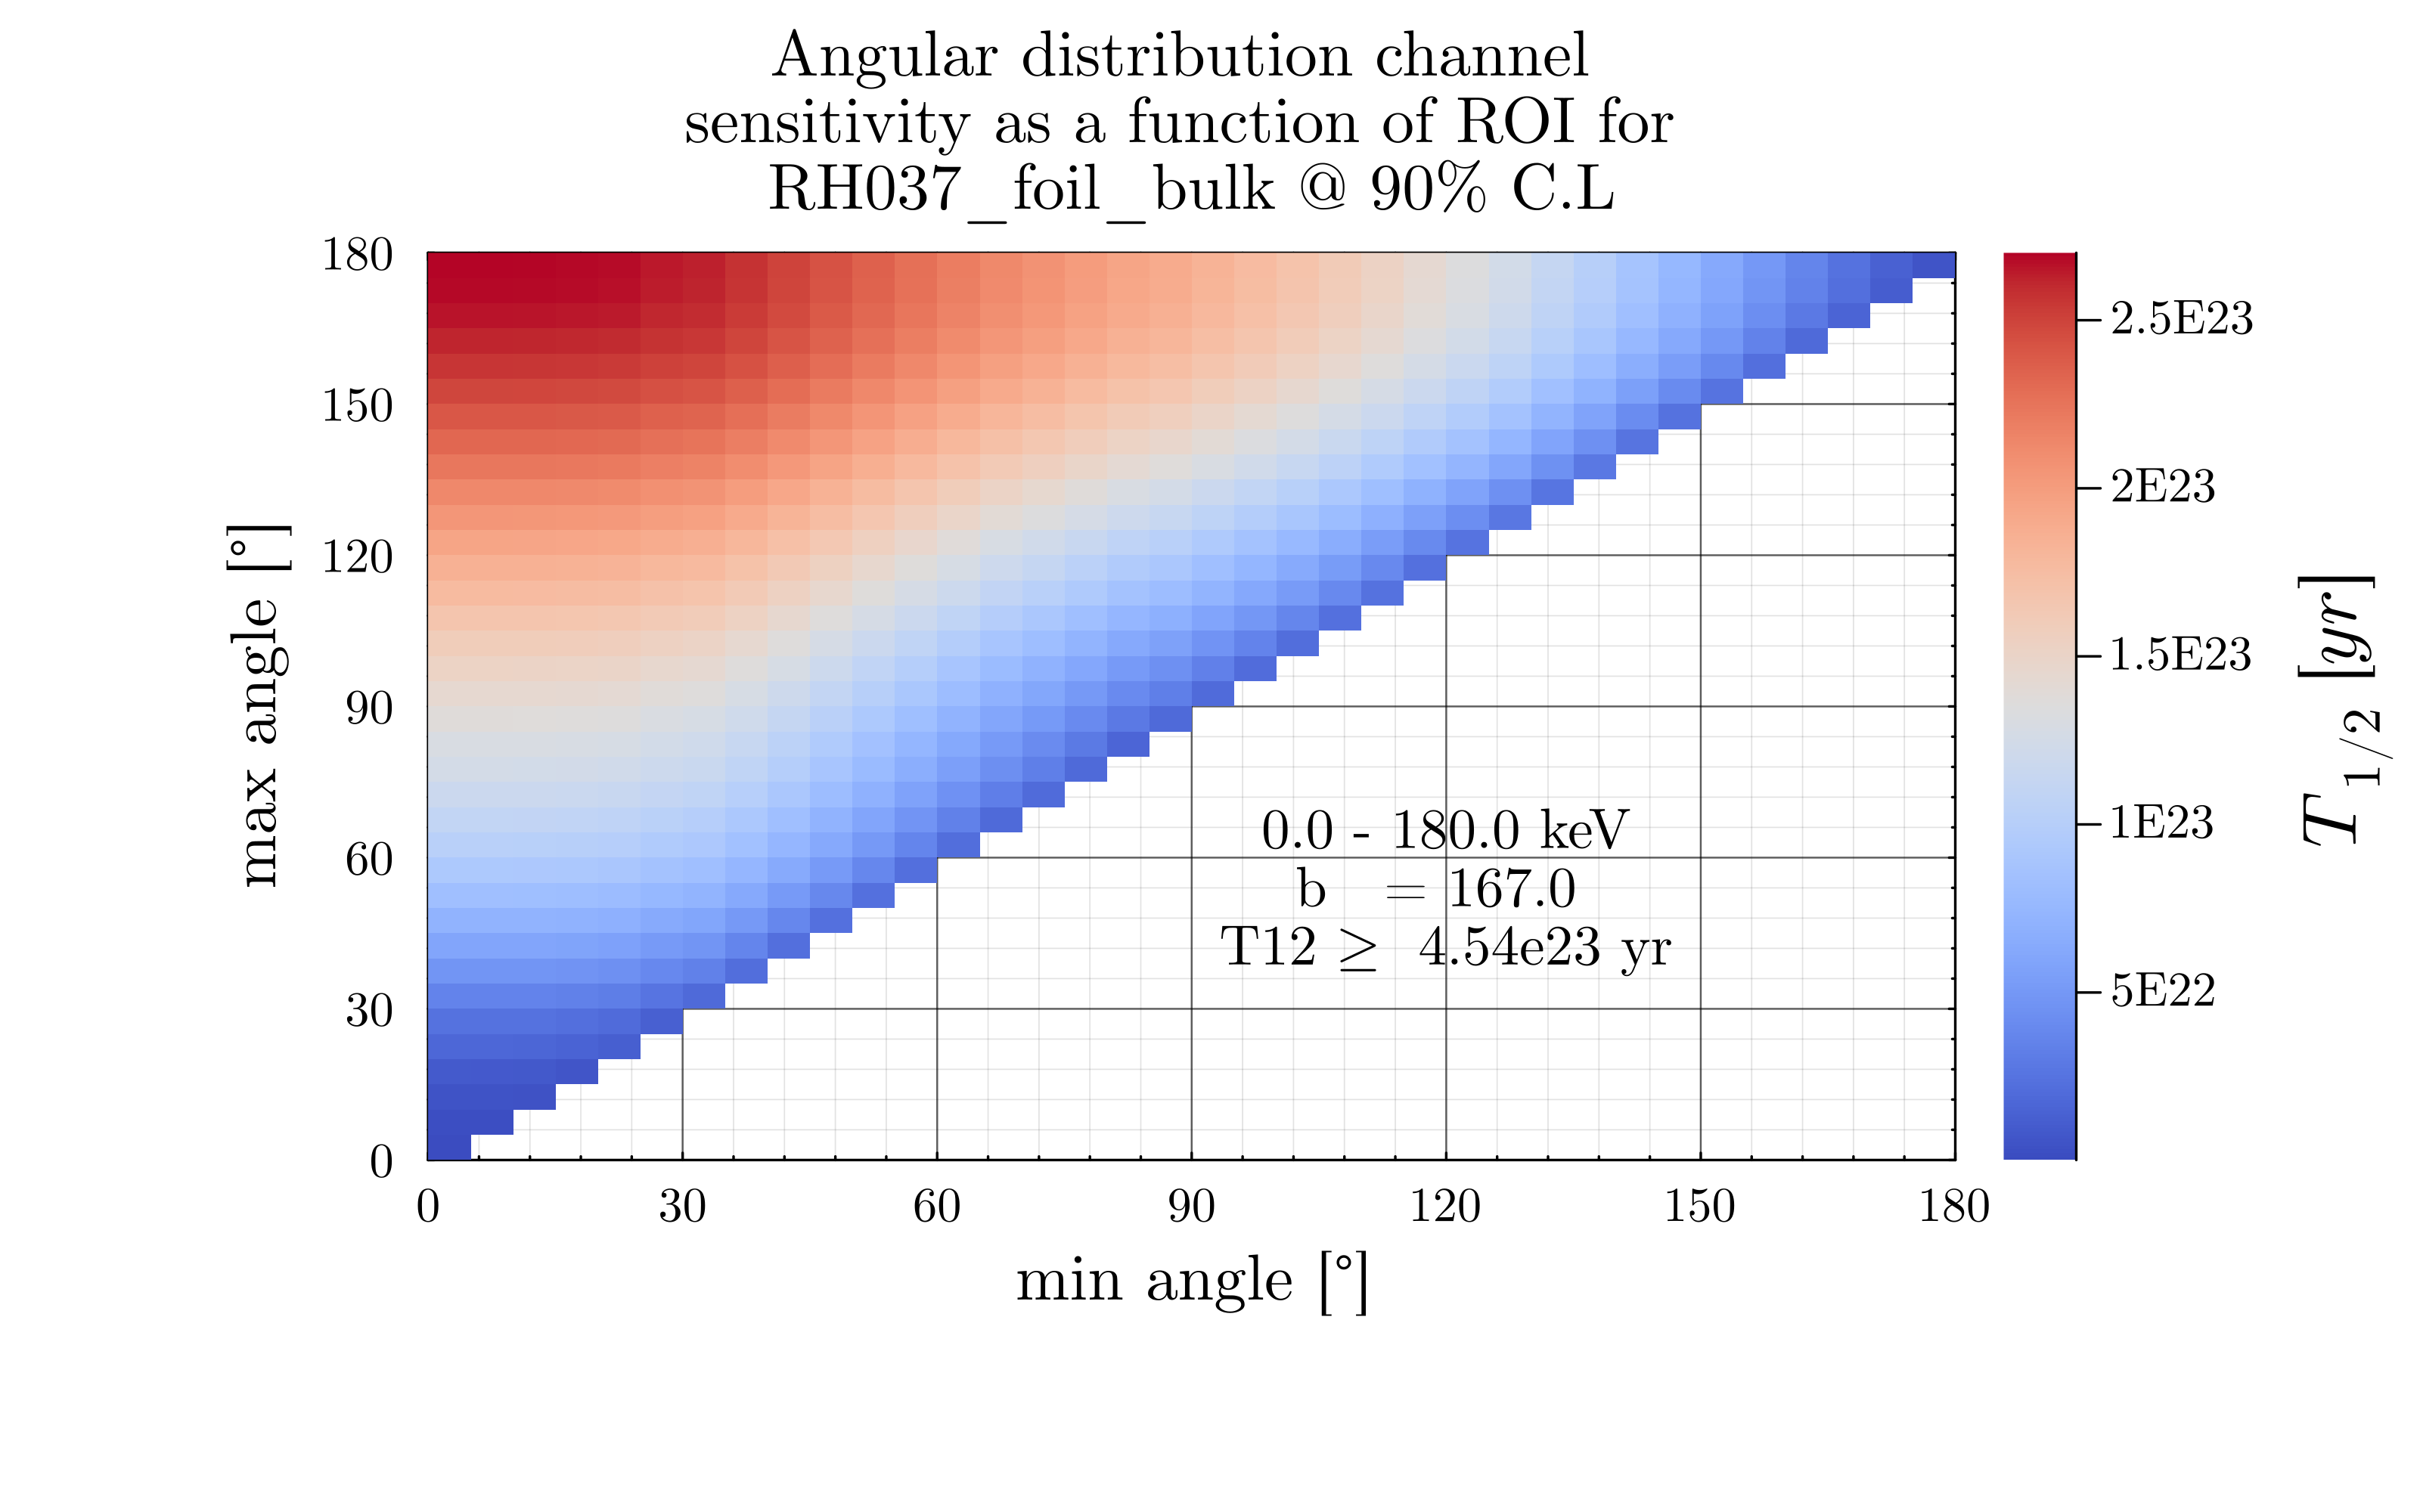 Angular distribution channel
sensitivity as a function of ROI for
RH037_foil_bulk @ 90% C.L
180
150
120
90
60
30
0
max angle [°]
0.0 - 180.0 keV
b = 167.0
T12 ≥ 4.54e23 yr
0 30 60 90 120 150 180
min angle [°]
2.5E23
2E23
1.5E23
1E23
5E22
T 1/2 [yr]